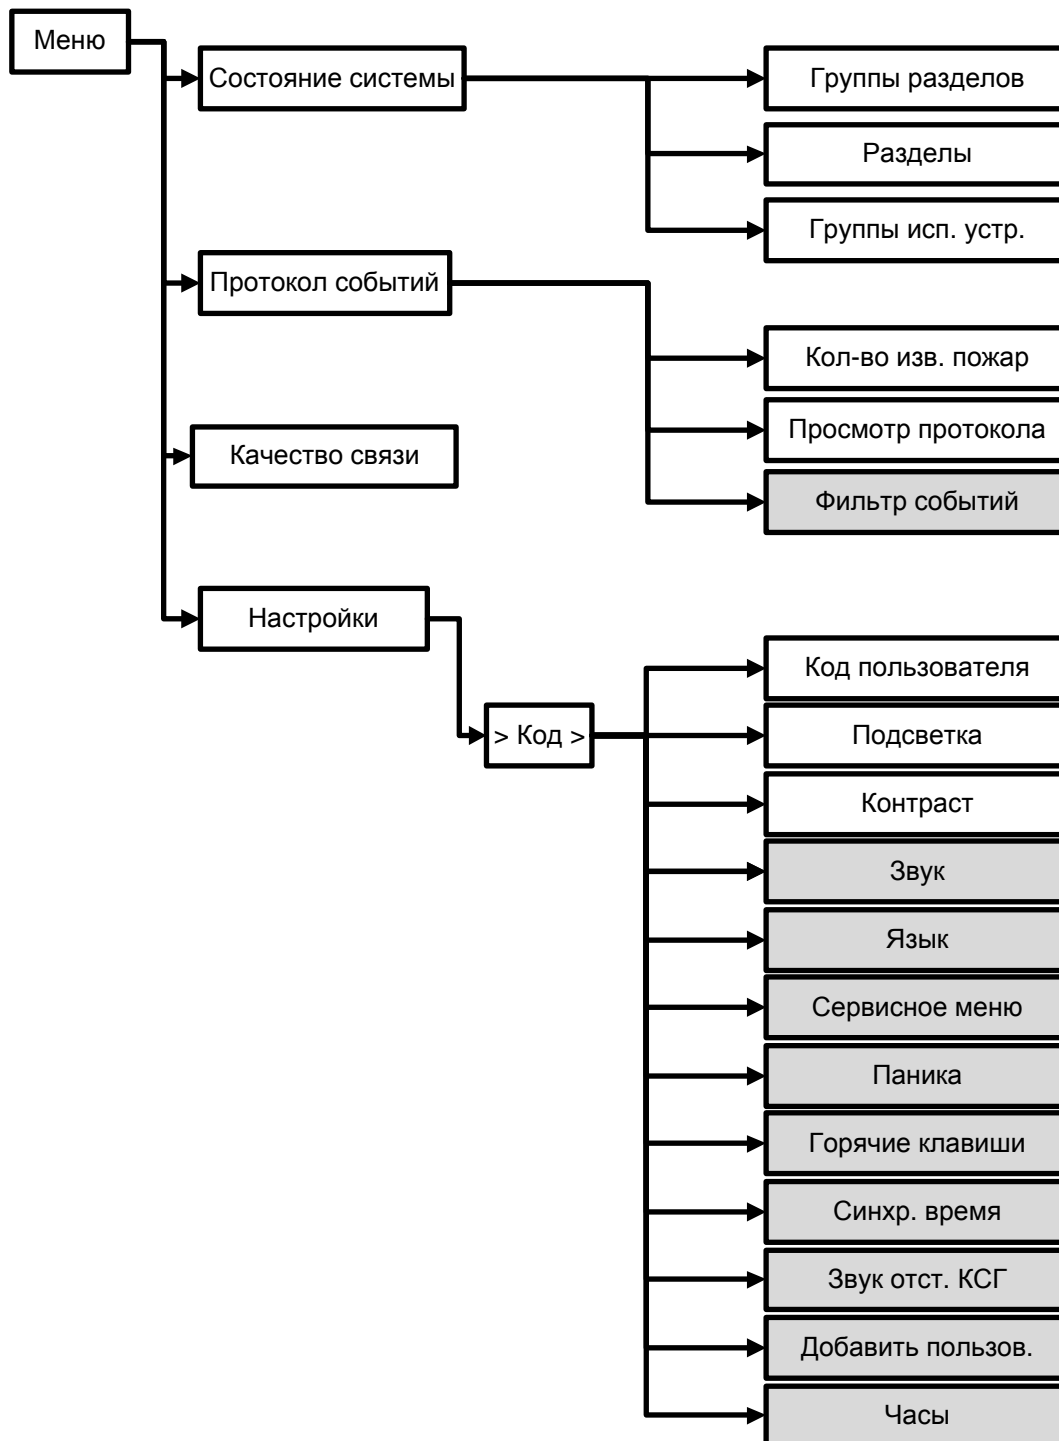 Меню
Состояние системы
Группы разделов
Разделы
Группы исп. устр.
Протокол событий
Кол-во изв. пожар
Просмотр протокола
Фильтр событий
Качество связи
Настройки
> Код >
Код пользователя
Подсветка
Контраст
Звук
Язык
Сервисное меню
Паника
Горячие клавиши
Синхр. время
Звук отст. КСГ
Добавить пользов.
Часы